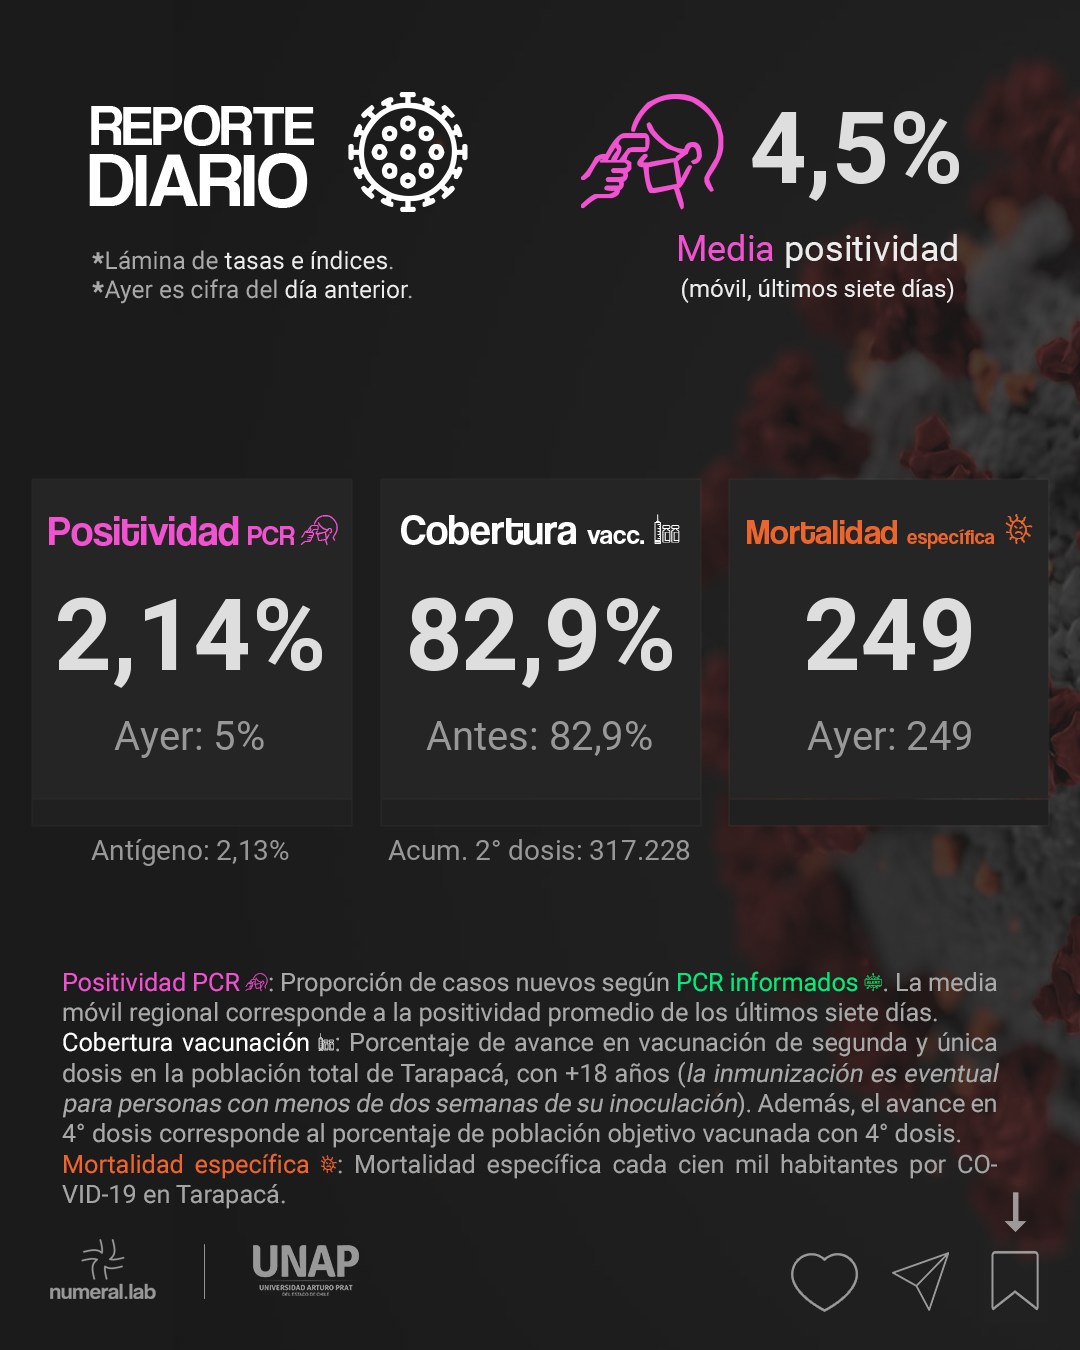 REPORTE
DIARIO
*Lámina de tasas e índices.
*Ayer es cifra del día anterior.
4,5%
Media positividad
(móvil, últimos siete días)
Positividad PCR
2,14%
Ayer: 5%
Antígeno: 2,13%
Cobertura vacc.
82,9%
Antes: 82,9%
Acum. 2° dosis: 317.228
Mortalidad específica
249
Ayer: 249
Positividad PCR : Proporción de casos nuevos según PCR informados . La media
móvil regional corresponde a la positividad promedio de los últimos siete días.
Cobertura vacunación : Porcentaje de avance en vacunación de segunda y única
dosis en la población total de Tarapacá, con +18 años (la inmunización es eventual
para personas con menos de dos semanas de su inoculación). Además, el avance en
4° dosis corresponde al porcentaje de población objetivo vacunada con 4° dosis.
Mortalidad específica : Mortalidad específica cada cien mil habitantes por CO-
VID-19 en Tarapacá.
numeral.lab
UNAP
UNIVERSIDAD ARTURO PRAT
DEL ESTADO DE CHILE